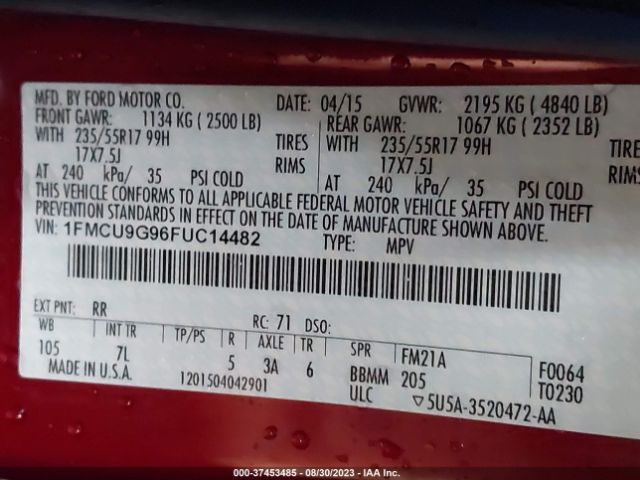 MFD. BY FORD MOTOR CO. DATE: 04/15 GVWR: 2195 KG ( 4840 LB)
FRONT GAWR: 1134 KG ( 2500 LB) REAR GAWR: 1067 KG ( 2352 LB)
WITH 235/55R17 99H TIRES WITH 235/55R17 99H TIRES
17X7.5J RIMS 17X7.5J RIMS
AT 240 kPa/ 35 PSI COLD AT 240 kPa/ 35 PSI COLD
THIS VEHICLE CONFORMS TO ALL APPLICABLE FEDERAL MOTOR VEHICLE SAFETY AND THEFT
PREVENTION STANDARDS IN EFFECT ON THE DATE OF MANUFACTURE SHOWN ABOVE.
VIN: 1FMCU9G96FUC14482 TYPE: MPV
EXT PNT: RR RC: 71 DSO:
WB INT TR TP/PS R AXLE TR SPR FM21A F0064
105 7L 5 3A 6 BBMM 205 T0230
MADE IN U.S.A. 1201504042901 ULC ▽5U5A-3520472-AA
000-37453485 - 08/30/2023 - IAA Inc.